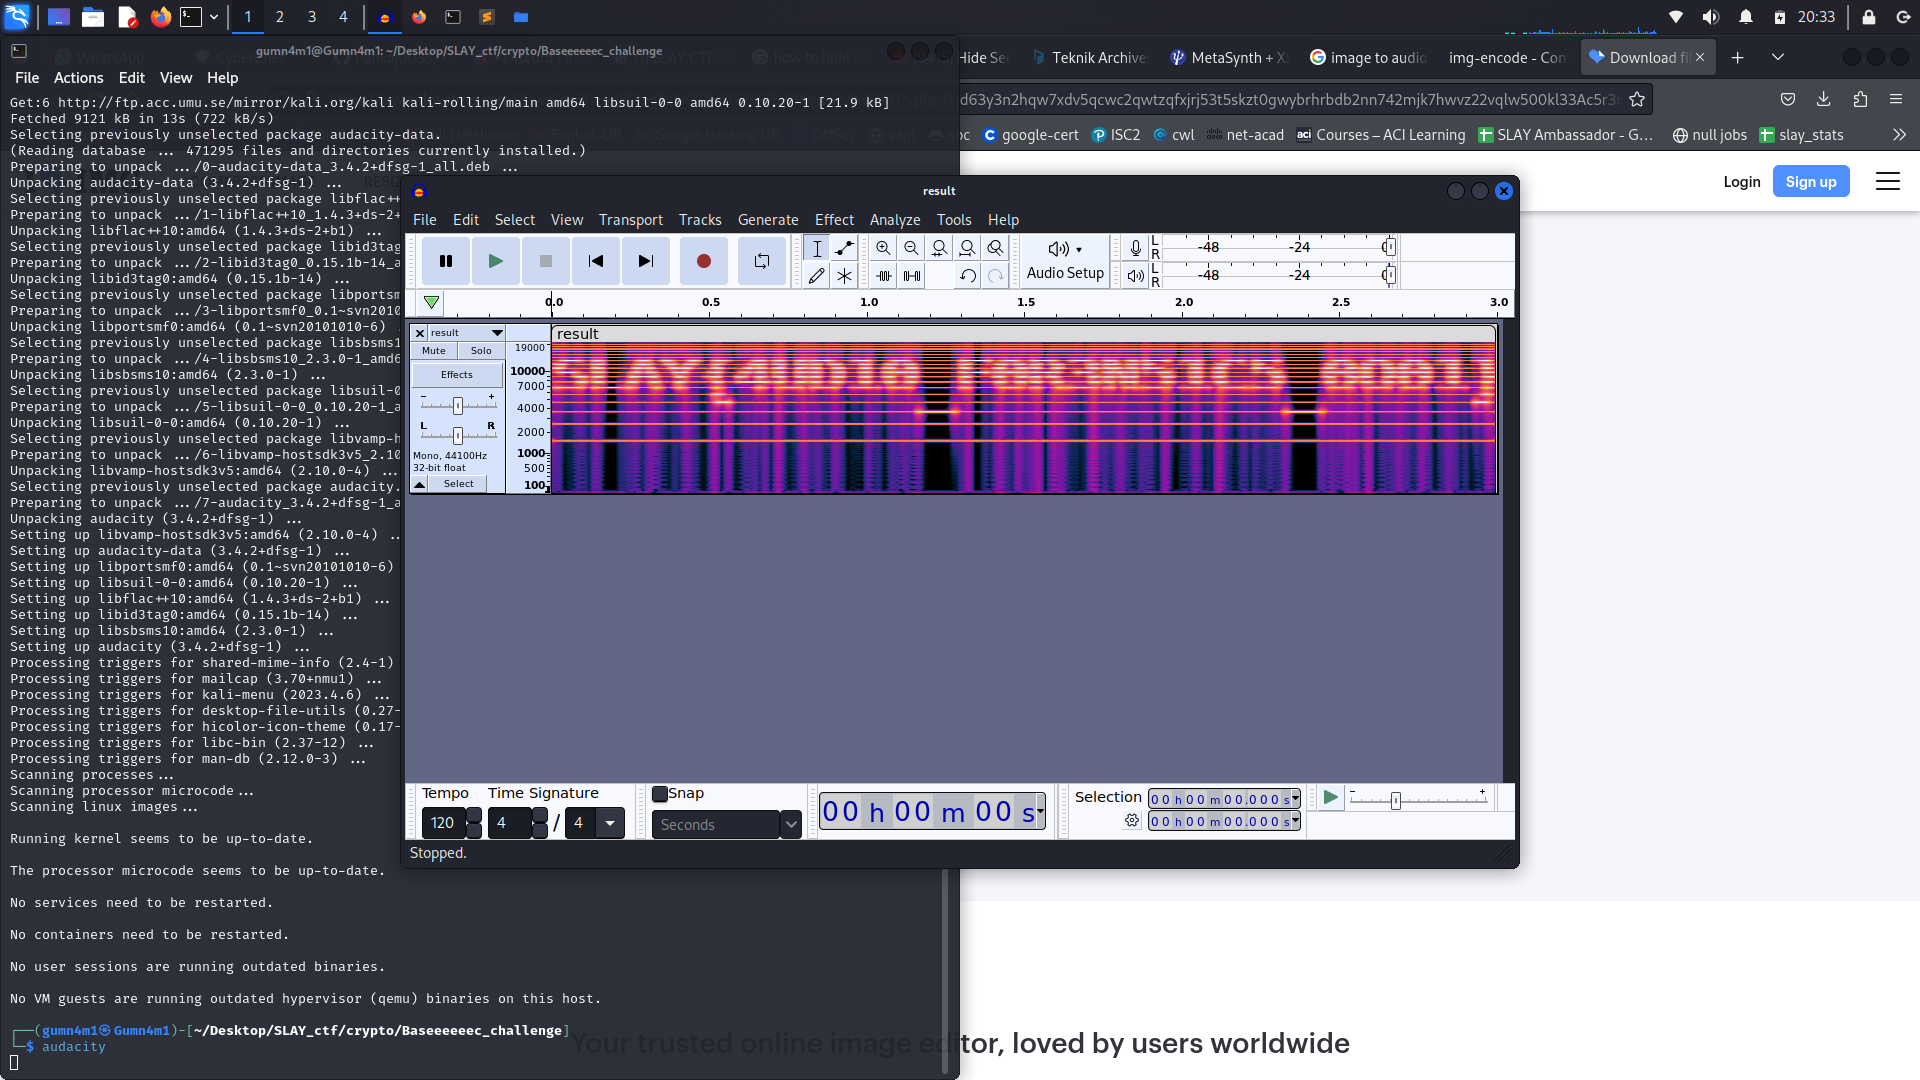 1 2 3 4 20:33
gumn4m1@Gumn4m1: ~/Desktop/SLAY_ctf/crypto/Baseeeeeec_challenge
WhatsApp how to hide Hide Sec Teknik Archive MetaSynth + X image to audio img-encode - Con Download fi
File Actions Edit View Help
d63y3n2hqw7xdv5qcwc2qwtzqfxjrj53t5skzt0gwybrhrbdb2nn742mjk7hwvz22vqlw500kl33Ac5r3r
NetHunter Exploit-DB Google Hacking DB OffSec vapt soc google-cert ISC2 cwl net-acad Courses – ACI Learning SLAY Ambassador - G... null jobs slay_stats
Login Sign up
Get:6 http://ftp.acc.umu.se/mirror/kali.org/kali kali-rolling/main amd64 libsuil-0-0 amd64 0.10.20-1 [21.9 kB]
Fetched 9121 kB in 13s (722 kB/s)
Selecting previously unselected package audacity-data.
(Reading database ... 471295 files and directories currently installed.)
Preparing to unpack .../0-audacity-data_3.4.2+dfsg-1_all.deb ...
Unpacking audacity-data (3.4.2+dfsg-1) ...
Selecting previously unselected package libflac++
Preparing to unpack .../1-libflac++10_1.4.3+ds-2+
Unpacking libflac++10:amd64 (1.4.3+ds-2+b1) ...
Selecting previously unselected package libid3tag
Preparing to unpack .../2-libid3tag0_0.15.1b-14_a
Unpacking libid3tag0:amd64 (0.15.1b-14) ...
Selecting previously unselected package libportsm
Preparing to unpack .../3-libportsmf0_0.1~svn2010
Unpacking libportsmf0:amd64 (0.1~svn20101010-6)
Selecting previously unselected package libsbsms1
Preparing to unpack .../4-libsbsms10_2.3.0-1_amd6
Unpacking libsbsms10:amd64 (2.3.0-1) ...
Selecting previously unselected package libsuil-0
Preparing to unpack .../5-libsuil-0-0_0.10.20-1_a
Unpacking libsuil-0-0:amd64 (0.10.20-1) ...
Selecting previously unselected package libvamp-h
Preparing to unpack .../6-libvamp-hostsdk3v5_2.10
Unpacking libvamp-hostsdk3v5:amd64 (2.10.0-4) ...
Selecting previously unselected package audacity.
Preparing to unpack .../7-audacity_3.4.2+dfsg-1_a
Unpacking audacity (3.4.2+dfsg-1) ...
Setting up libvamp-hostsdk3v5:amd64 (2.10.0-4) ..
Setting up audacity-data (3.4.2+dfsg-1) ...
Setting up libportsmf0:amd64 (0.1~svn20101010-6)
Setting up libsuil-0-0:amd64 (0.10.20-1) ...
Setting up libflac++10:amd64 (1.4.3+ds-2+b1) ...
Setting up libid3tag0:amd64 (0.15.1b-14) ...
Setting up libsbsms10:amd64 (2.3.0-1) ...
Setting up audacity (3.4.2+dfsg-1) ...
Processing triggers for shared-mime-info (2.4-1)
Processing triggers for mailcap (3.70+nmu1) ...
Processing triggers for kali-menu (2023.4.6) ...
Processing triggers for desktop-file-utils (0.27-
Processing triggers for hicolor-icon-theme (0.17-
Processing triggers for libc-bin (2.37-12) ...
Processing triggers for man-db (2.12.0-3) ...
Scanning processes...
Scanning processor microcode...
Scanning linux images...
Running kernel seems to be up-to-date.
The processor microcode seems to be up-to-date.
No services need to be restarted.
No containers need to be restarted.
No user sessions are running outdated binaries.
No VM guests are running outdated hypervisor (qemu) binaries on this host.
(gumn4m1㉿Gumn4m1)-[~/Desktop/SLAY_ctf/crypto/Baseeeeeec_challenge]
$ audacity
result
File Edit Select View Transport Tracks Generate Effect Analyze Tools Help
Audio Setup
L R -48 -24 0
L R -48 -24 0
0.0 0.5 1.0 1.5 2.0 2.5 3.0
result
Mute Solo
Effects
- +
L R
Mono, 44100Hz
32-bit float
Select
19000
10000
7000
4000
2000
1000
500
100
result
Tempo Time Signature Snap
120 4 / 4 Seconds
00 h 00 m 00 s
Selection
00 h 00 m 00.000 s
00 h 00 m 00.000 s
- +
Stopped.
Your trusted online image editor, loved by users worldwide